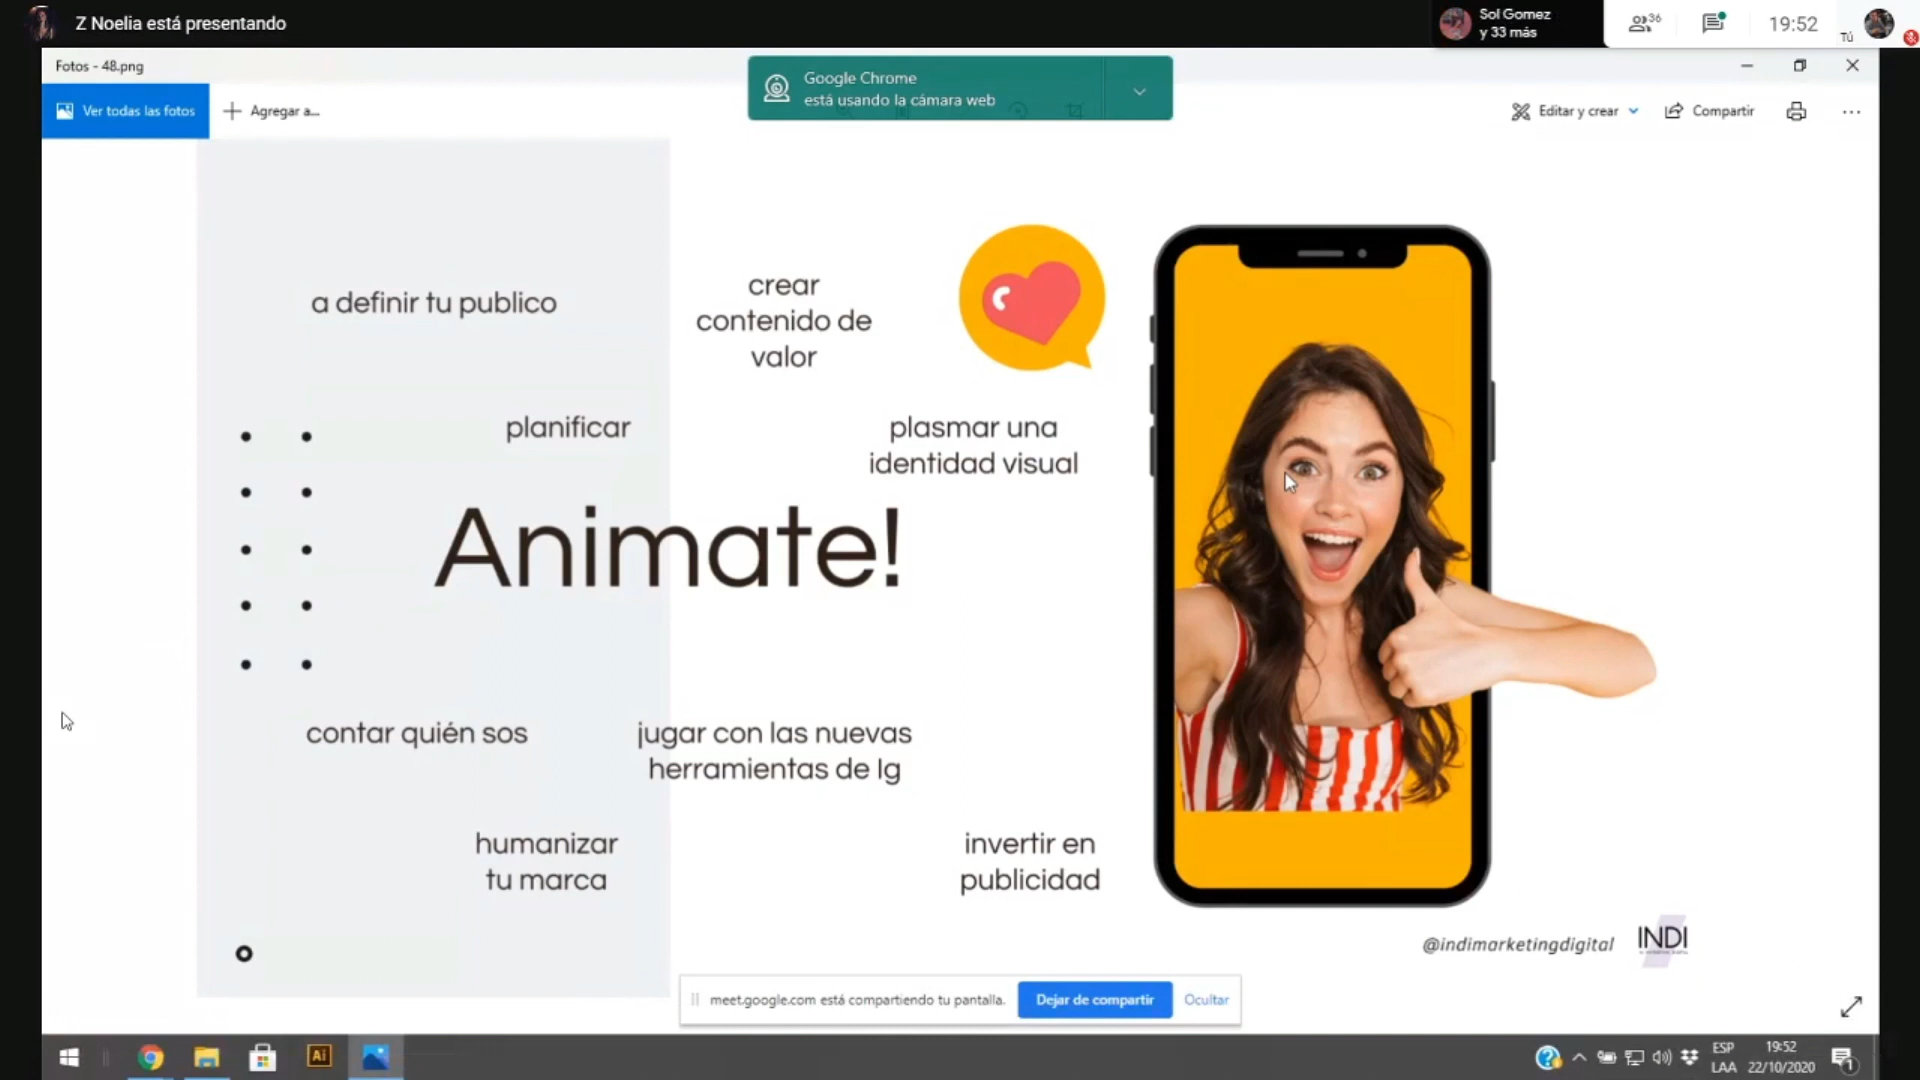 Z Noelia está presentando
Sol Gomez
y 33 más
36
19:52
Tú
Fotos - 48.png
Google Chrome
está usando la cámara web
Ver todas las fotos
Agregar a...
Editar y crear
Compartir
a definir tu publico
crear
contenido de
valor
planificar
plasmar una
identidad visual
Animate!
contar quién sos
jugar con las nuevas
herramientas de Ig
humanizar
tu marca
invertir en
publicidad
@indimarketingdigital
INDI
meet.google.com está compartiendo tu pantalla.
Dejar de compartir
Ocultar
Ai
ESP
LAA
19:52
22/10/2020
1